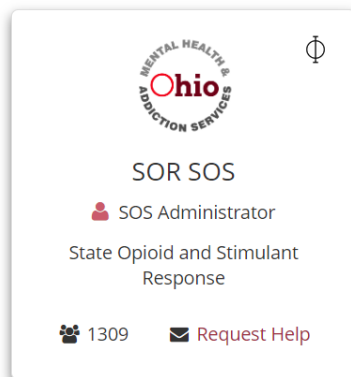 MENTAL HEALTH &
Ohio
ADDICTION SERVICES
SOR SOS
SOS Administrator
State Opioid and Stimulant
Response
1309
Request Help